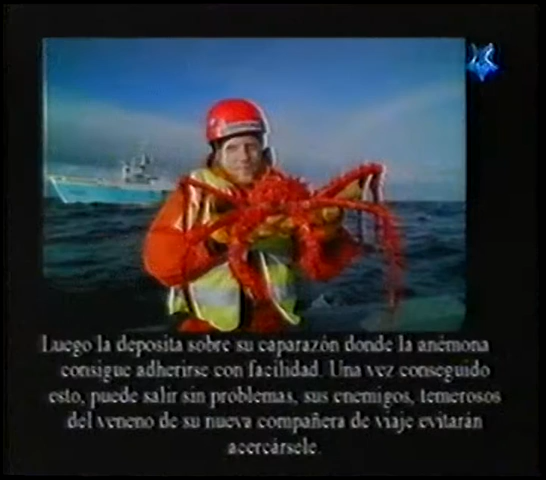 Luego la deposita sobre su caparazón donde la anémona
consigue adherirse con facilidad. Una vez conseguido
esto, puede salir sin problemas, sus enemigos, temerosos
del veneno de su nueva compañera de viaje evitarán
acercársele.